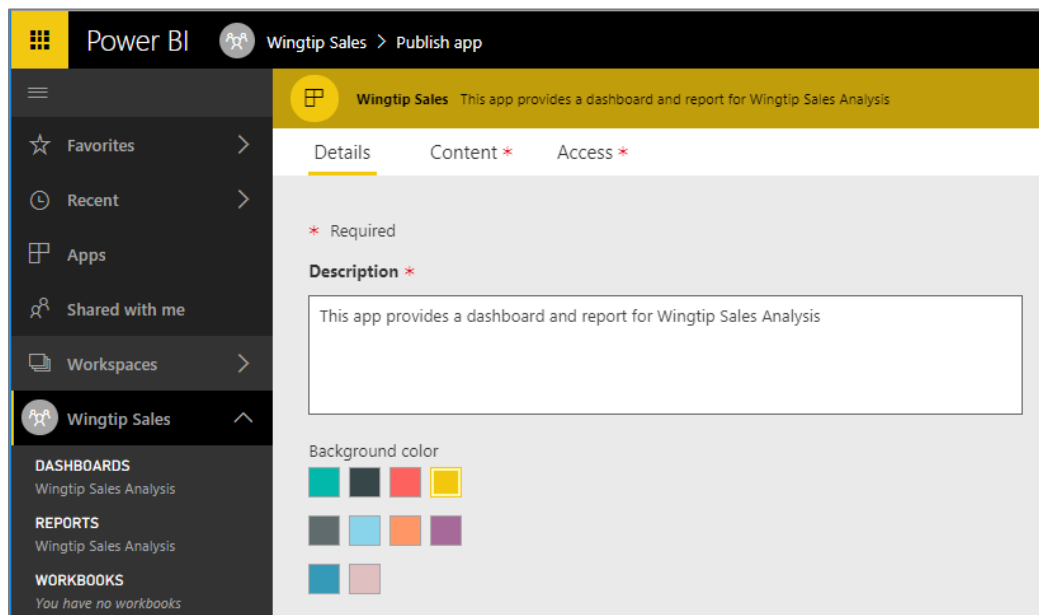 Power BI
Wingtip Sales > Publish app
Wingtip Sales This app provides a dashboard and report for Wingtip Sales Analysis
Favorites
Recent
Apps
Shared with me
Workspaces
Wingtip Sales
DASHBOARDS
Wingtip Sales Analysis
REPORTS
Wingtip Sales Analysis
WORKBOOKS
You have no workbooks
Details Content * Access *
* Required
Description *
This app provides a dashboard and report for Wingtip Sales Analysis
Background color